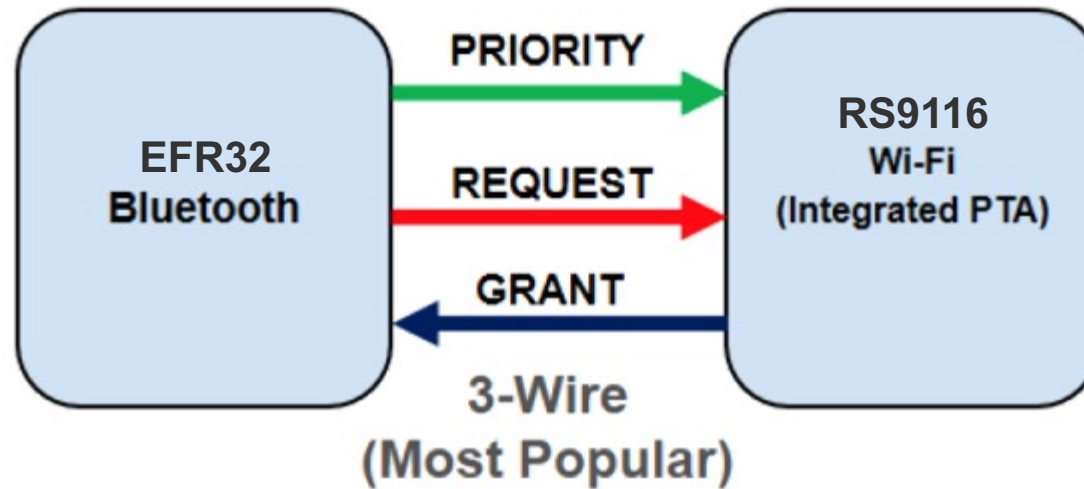 PRIORITY
EFR32
Bluetooth
REQUEST
GRANT
RS9116
Wi-Fi
(Integrated PTA)
3-Wire
(Most Popular)